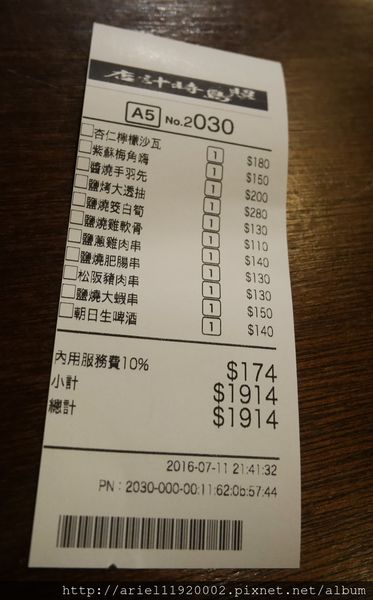 A5 No.2030
杏仁檸檬沙瓦 1 $180
紫蘇梅角嗨 1 $150
醬燒手羽先 1 $200
鹽烤大透抽 1 $280
鹽燒筊白筍 1 $130
鹽燒雞軟骨 1 $110
鹽蔥雞肉串 1 $140
鹽燒肥腸串 1 $130
松阪豬肉串 1 $130
鹽燒大蝦串 1 $150
朝日生啤酒 1 $140
內用服務費10% $174
小計 $1914
總計 $1914
2016-07-11 21:41:32
PN：2030-000-00:11:62:0b:57:44
http://ariel11920002.pixnet.net/album